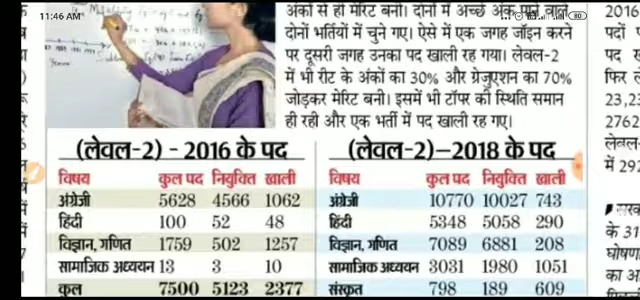 11:46 AM
80
अंकों से ही मेरिट बनी। दोनों में अच्छे अंक पाने वाले
दोनों भर्तियों में चुने गए। ऐसे में एक जगह जॉइन करने
पर दूसरी जगह उनका पद खाली रह गया। लेवल-2
में भी रीट के अंकों का 30% और ग्रेजुएशन का 70%
जोड़कर मेरिट बनी। इसमें भी टॉपर की स्थिति समान
ही रही और एक भर्ती में पद खाली रह गए।
(लेवल-2) - 2016 के पद
विषय कुल पद नियुक्ति खाली
अंग्रेजी 5628 4566 1062
हिंदी 100 52 48
विज्ञान, गणित 1759 502 1257
सामाजिक अध्ययन 13 3 10
कुल 7500 5123 2377
(लेवल-2)-2018 के पद
विषय कुल पद नियुक्ति खाली
अंग्रेजी 10770 10027 743
हिंदी 5348 5058 290
विज्ञान, गणित 7089 6881 208
सामाजिक अध्ययन 3031 1980 1051
संस्कृत 798 189 609
2016
पदों
पद
फिर
23,23
2762
लेवल-
में 29
के 31
घोषणा
का अ